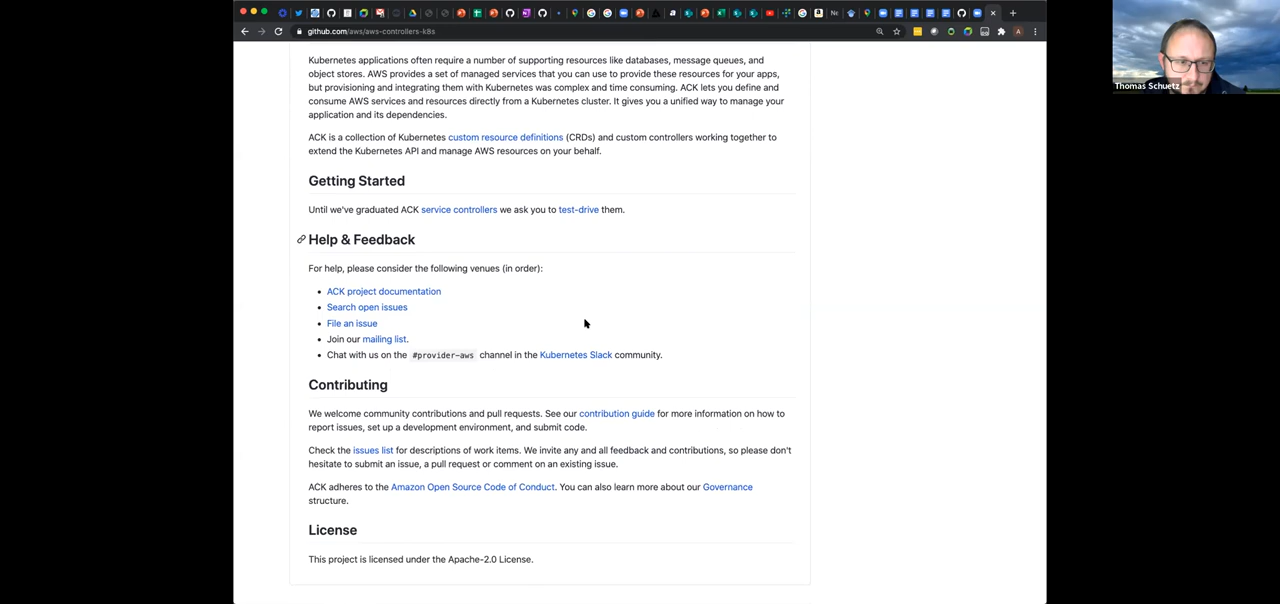 Ne
A
github.com/aws/aws-controllers-k8s
Thomas Schuetz
Kubernetes applications often require a number of supporting resources like databases, message queues, and
object stores. AWS provides a set of managed services that you can use to provide these resources for your apps,
but provisioning and integrating them with Kubernetes was complex and time consuming. ACK lets you define and
consume AWS services and resources directly from a Kubernetes cluster. It gives you a unified way to manage your
application and its dependencies.
ACK is a collection of Kubernetes custom resource definitions (CRDs) and custom controllers working together to
extend the Kubernetes API and manage AWS resources on your behalf.
Getting Started
Until we've graduated ACK service controllers we ask you to test-drive them.
Help & Feedback
For help, please consider the following venues (in order):
• ACK project documentation
• Search open issues
• File an issue
• Join our mailing list.
• Chat with us on the #provider-aws channel in the Kubernetes Slack community.
Contributing
We welcome community contributions and pull requests. See our contribution guide for more information on how to
report issues, set up a development environment, and submit code.
Check the issues list for descriptions of work items. We invite any and all feedback and contributions, so please don't
hesitate to submit an issue, a pull request or comment on an existing issue.
ACK adheres to the Amazon Open Source Code of Conduct. You can also learn more about our Governance
structure.
License
This project is licensed under the Apache-2.0 License.